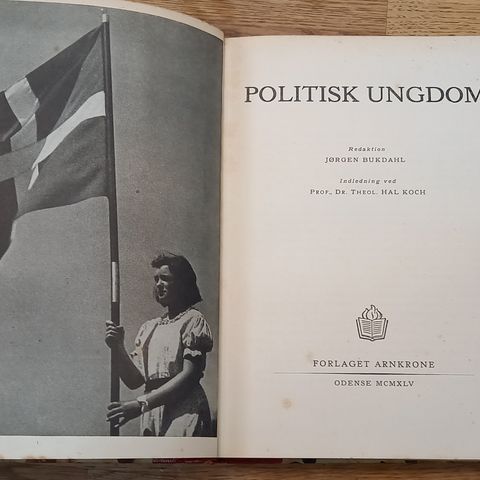 POLITISK UNGDOM
Redaktion
JØRGEN BUKDAHL
Indledning ved
PROF., DR. THEOL. HAL KOCH
FORLAGET ARNKRONE
ODENSE MCMXLV